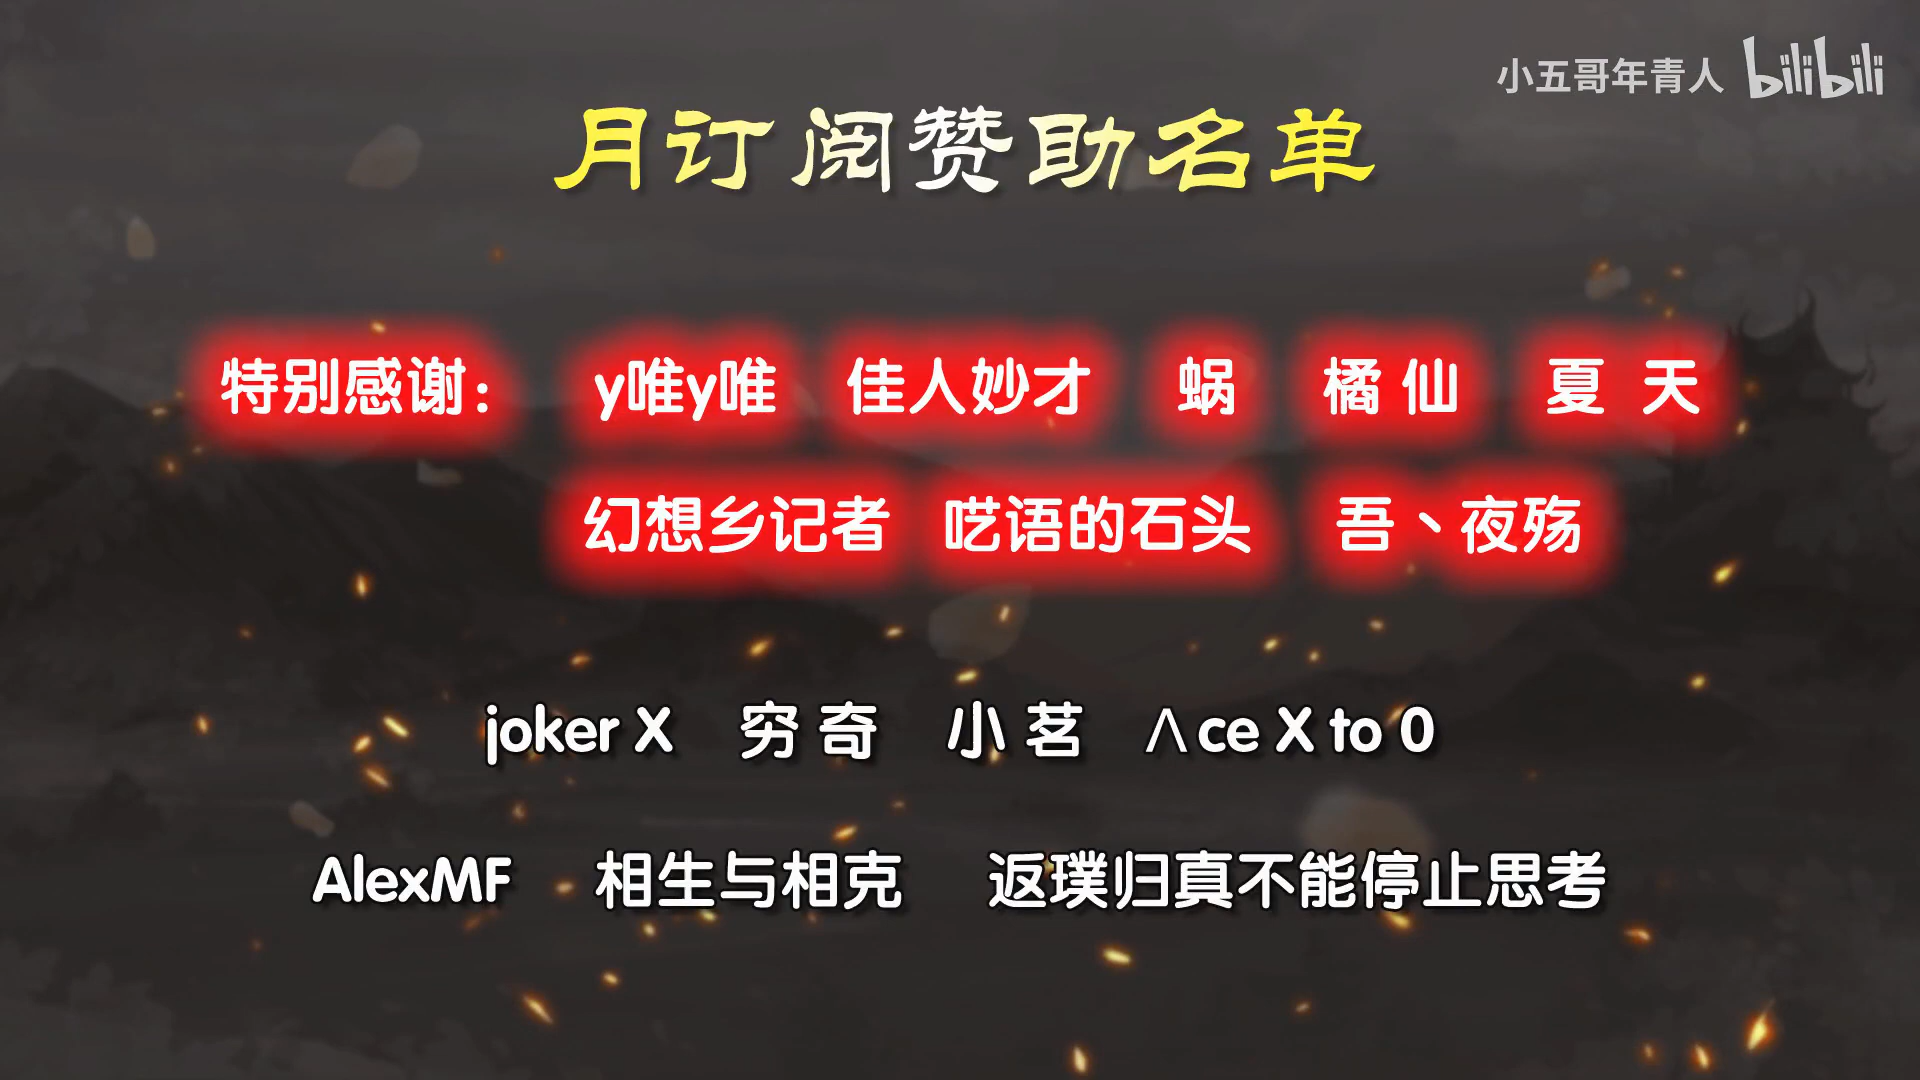 小五哥年青人 bilibili
月订阅赞助名单
特别感谢： y唯y唯 佳人妙才 蜗 橘仙 夏 天
幻想乡记者 呓语的石头 吾丶夜殇
joker X 穷奇 小茗 Λce X to 0
AlexMF 相生与相克 返璞归真不能停止思考